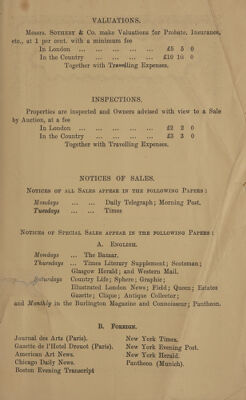 VALUATIONS.
Messrs. SOTHEBY & Co. make Valuations for Probate, Insurance,
etc., at 1 per cent. with a minimum fee
In London ... ... ... ... ... £5 5 0
In the Country ... ... ... ... £10 10 0
Together with Travelling Expenses.
INSPECTIONS.
Properties are inspected and Owners advised with view to a Sale
by Auction, at a fee
In London ... ... ... ... ... £2 2 0
In the Country ... ... ... ... £3 3 0
Together with Travelling Expenses.
NOTICES OF SALES.
NOTICES OF ALL SALES APPEAR IN THE FOLLOWING PAPERS:
Mondays ... ... Daily Telegraph; Morning Post.
Tuesdays ... ... Times
NOTICES OF SPECIAL SALES APPEAR IN THE FOLLOWING PAPERS:
A. ENGLISH.
Mondays ... The Bazaar.
Thursdays ... Times Literary Supplement; Scotsman;
Glasgow Herald; and Western Mail.
Saturdays Country Life; Sphere; Graphic;
Illustrated London News; Field; Queen; Estates
Gazette; Clique; Antique Collector;
and Monthly in the Burlington Magazine and Connoisseur; Pantheon.
B. FOREIGN.
Journal des Arts (Paris). New York Times.
Gazette de l'Hotel Drouot (Paris). New York Evening Post.
American Art News. New York Herald.
Chicago Daily News. Pantheon (Munich).
Boston Evening Transcript